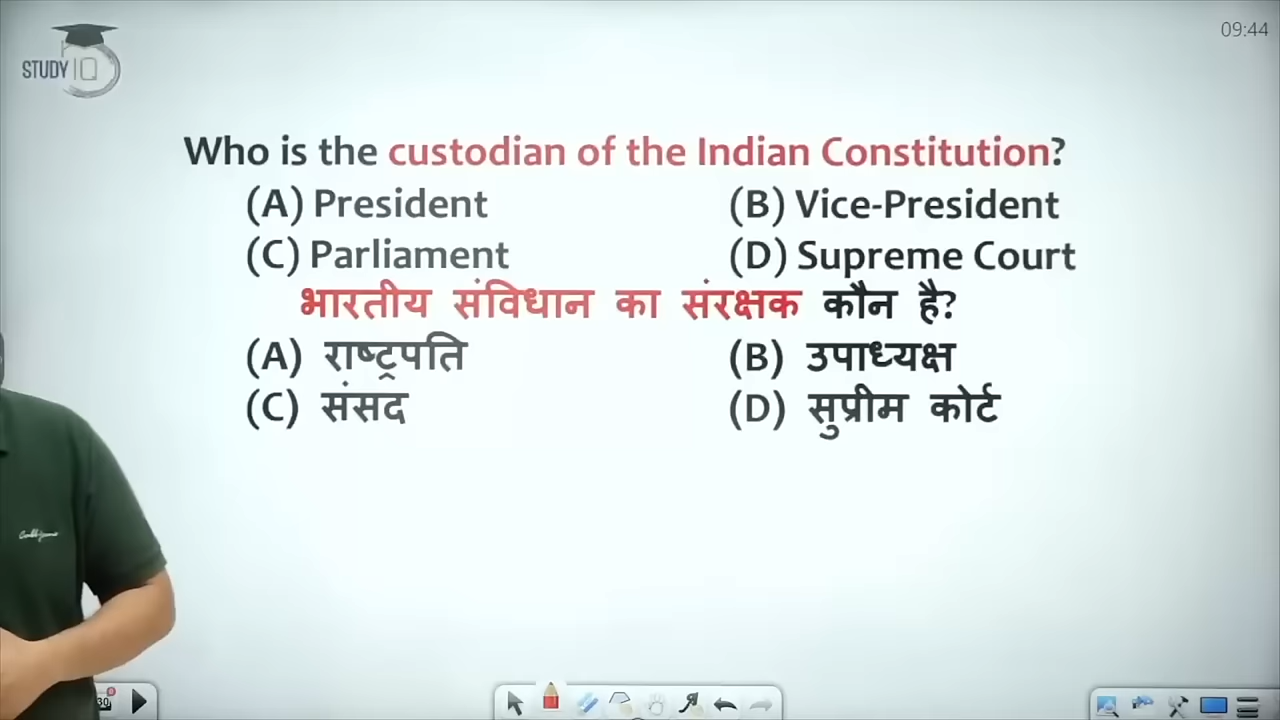 STUDY IQ
09:44
Who is the custodian of the Indian Constitution?
(A) President (B) Vice-President
(C) Parliament (D) Supreme Court
भारतीय संविधान का संरक्षक कौन है?
(A) राष्ट्रपति (B) उपाध्यक्ष
(C) संसद (D) सुप्रीम कोर्ट
30